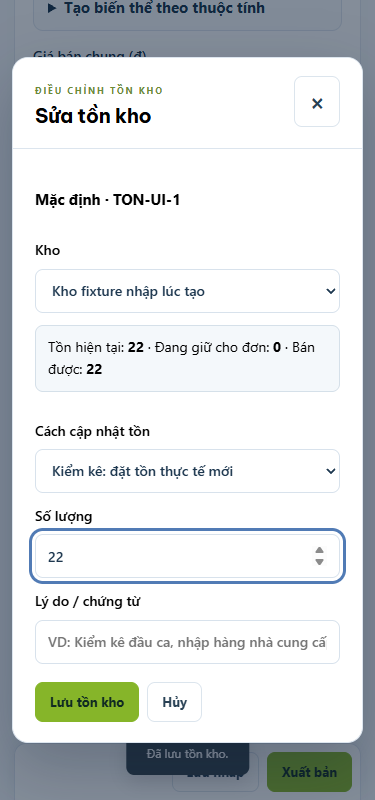 ▶ Tạo biến thể theo thuộc tính
Giá bán chung (đ)
ĐIỀU CHỈNH TỒN KHO
Sửa tồn kho
×
Mặc định · TON-UI-1
Kho
Kho fixture nhập lúc tạo
Tồn hiện tại: 22 · Đang giữ cho đơn: 0 · Bán
được: 22
Cách cập nhật tồn
Kiểm kê: đặt tồn thực tế mới
Số lượng
22
Lý do / chứng từ
VD: Kiểm kê đầu ca, nhập hàng nhà cung cấ
Lưu tồn kho
Hủy
Đã lưu tồn kho.
Lưu nháp
Xuất bản